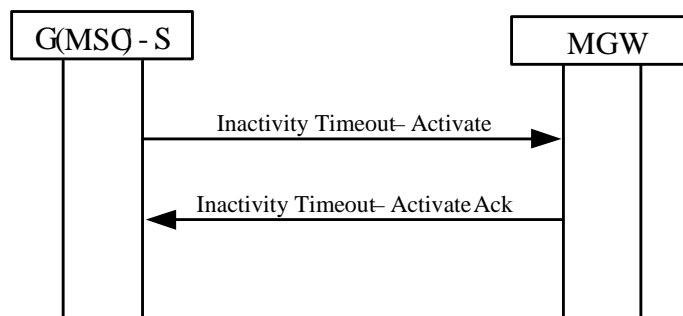 G(MSC) - S
MGW
Inactivity Timeout– Activate
Inactivity Timeout– Activate Ack